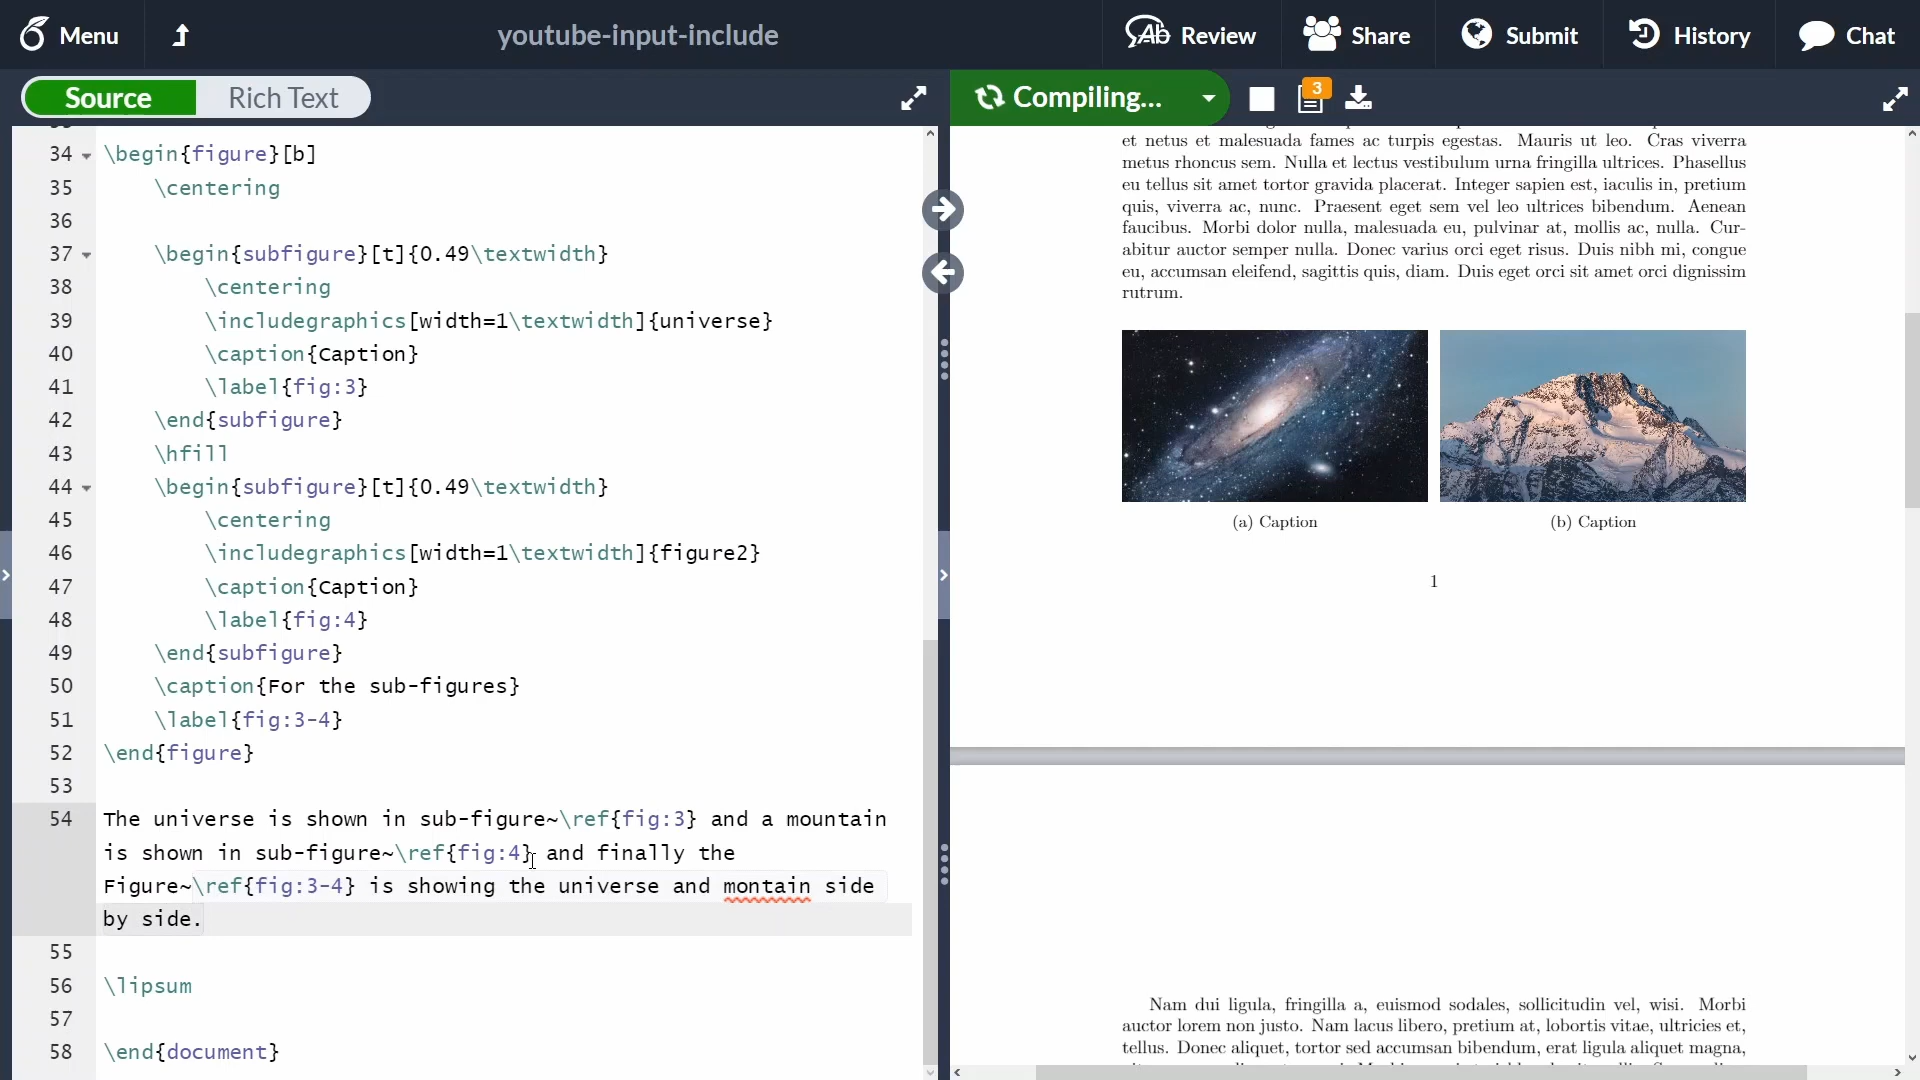 Menu
youtube-input-include
Review
Share
Submit
History
Chat
Source
Rich Text
Compiling...
3
34 \begin{figure}[b]
35     \centering
36
37     \begin{subfigure}[t]{0.49\textwidth}
38         \centering
39         \includegraphics[width=1\textwidth]{universe}
40         \caption{Caption}
41         \label{fig:3}
42     \end{subfigure}
43     \hfill
44     \begin{subfigure}[t]{0.49\textwidth}
45         \centering
46         \includegraphics[width=1\textwidth]{figure2}
47         \caption{Caption}
48         \label{fig:4}
49     \end{subfigure}
50     \caption{For the sub-figures}
51     \label{fig:3-4}
52 \end{figure}
53
54 The universe is shown in sub-figure~\ref{fig:3} and a mountain
is shown in sub-figure~\ref{fig:4} and finally the
Figure~\ref{fig:3-4} is showing the universe and montain side
by side.
55
56 \lipsum
57
58 \end{document}
et netus et malesuada fames ac turpis egestas. Mauris ut leo. Cras viverra
metus rhoncus sem. Nulla et lectus vestibulum urna fringilla ultrices. Phasellus
eu tellus sit amet tortor gravida placerat. Integer sapien est, iaculis in, pretium
quis, viverra ac, nunc. Praesent eget sem vel leo ultrices bibendum. Aenean
faucibus. Morbi dolor nulla, malesuada eu, pulvinar at, mollis ac, nulla. Cur-
abitur auctor semper nulla. Donec varius orci eget risus. Duis nibh mi, congue
eu, accumsan eleifend, sagittis quis, diam. Duis eget orci sit amet orci dignissim
rutrum.
(a) Caption
(b) Caption
1
Nam dui ligula, fringilla a, euismod sodales, sollicitudin vel, wisi. Morbi
auctor lorem non justo. Nam lacus libero, pretium at, lobortis vitae, ultricies et,
tellus. Donec aliquet, tortor sed accumsan bibendum, erat ligula aliquet magna,